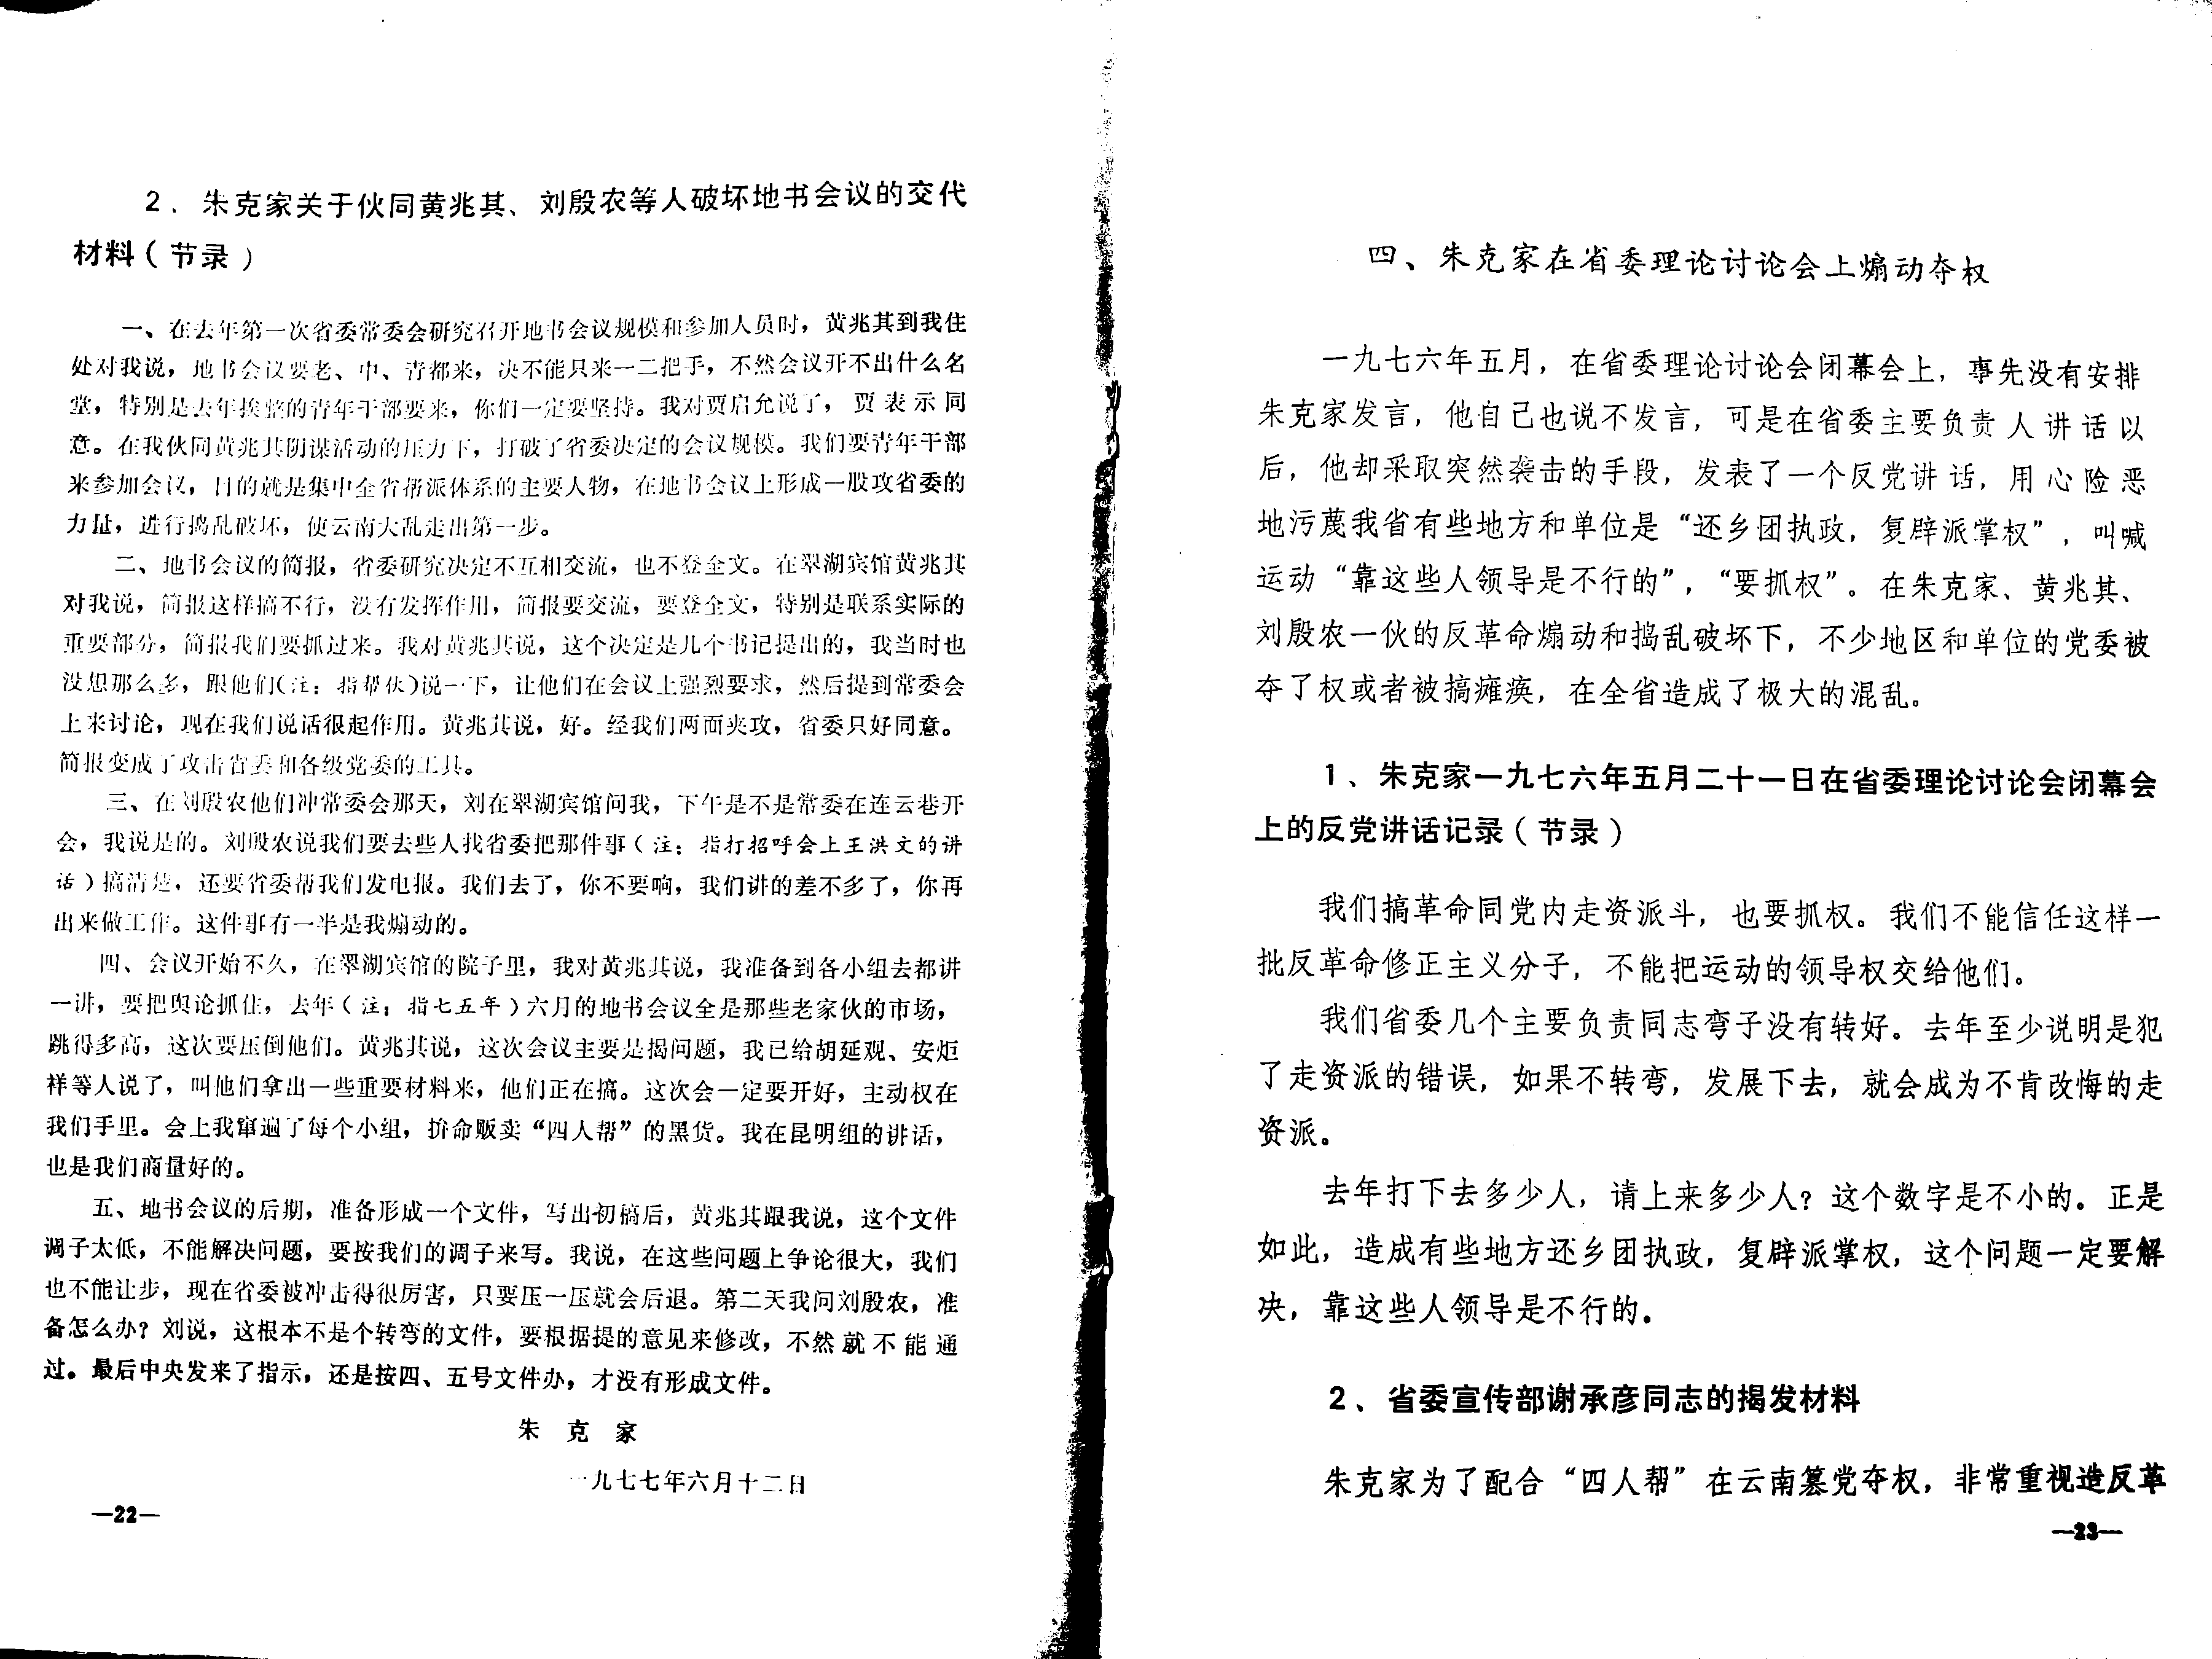 2．朱克家关于伙同黄兆其、刘殷农等人破坏地书会议的交代
材料（节录）
一、在去年第一次省委常委会研究召开地书会议规模和参加人员时，黄兆其到我住
处对我说，地书会议要老、中、青都来，决不能只来一二把手，不然会议开不出什么名
堂，特别是去年挨整的青年干部要来，你们一定要坚持。我对贾启允说了，贾表示同
意。在我伙同黄兆其阴谋活动的压力下，打破了省委决定的会议规模。我们要青年干部
来参加会议，目的就是集中全省帮派体系的主要人物，在地书会议上形成一股攻省委的
力量，进行捣乱破坏，使云南大乱走出第一步。
二、地书会议的简报，省委研究决定不互相交流，也不登全文。在翠湖宾馆黄兆其
对我说，简报这样搞不行，没有发挥作用，简报要交流，要登全文，特别是联系实际的
重要部分，简报我们要抓过来。我对黄兆其说，这个决定是几个书记提出的，我当时也
没想那么多，跟他们（注：指帮伙）说一下，让他们在会议上强烈要求，然后提到常委会
上来讨论，现在我们说话很起作用。黄兆其说，好。经我们两面夹攻，省委只好同意。
简报变成了攻击省委和各级党委的工具。
三、在刘殷农他们冲常委会那天，刘在翠湖宾馆问我，下午是不是常委在连云巷开
会，我说是的。刘殷农说我们要去些人找省委把那件事（注：指打招呼会上王洪文的讲
话）搞清楚，还要省委帮我们发电报。我们去了，你不要响，我们讲的差不多了，你再
出来做工作。这件事有一半是我煽动的。
四、会议开始不久，在翠湖宾馆的院子里，我对黄兆其说，我准备到各小组去都讲
一讲，要把舆论抓住，去年（注：指七五年）六月的地书会议全是那些老家伙的市场，
跳得多高，这次要压倒他们。黄兆其说，这次会议主要是揭问题，我已给胡延观、安炬
祥等人说了，叫他们拿出一些重要材料来，他们正在搞。这次会一定要开好，主动权在
我们手里。会上我窜遍了每个小组，拚命贩卖“四人帮”的黑货。我在昆明组的讲话，
也是我们商量好的。
五、地书会议的后期，准备形成一个文件，写出初稿后，黄兆其跟我说，这个文件
调子太低，不能解决问题，要按我们的调子来写。我说，在这些问题上争论很大，我们
也不能让步，现在省委被冲击得很厉害，只要压一压就会后退。第二天我问刘殷农，准
备怎么办？刘说，这根本不是个转弯的文件，要根据提的意见来修改，不然就不能通
过。最后中央发来了指示，还是按四、五号文件办，才没有形成文件。
朱克家
一九七七年六月十二日
—22—
四、朱克家在省委理论讨论会上煽动夺权
一九七六年五月，在省委理论讨论会闭幕会上，事先没有安排
朱克家发言，他自己也说不发言，可是在省委主要负责人讲话以
后，他却采取突然袭击的手段，发表了一个反党讲话，用心险恶
地污蔑我省有些地方和单位是“还乡团执政，复辟派掌权”，叫喊
运动“靠这些人领导是不行的”，“要抓权”。在朱克家、黄兆其、
刘殷农一伙的反革命煽动和捣乱破坏下，不少地区和单位的党委被
夺了权或者被搞瘫痪，在全省造成了极大的混乱。
1、朱克家一九七六年五月二十一日在省委理论讨论会闭幕会
上的反党讲话记录（节录）
我们搞革命同党内走资派斗，也要抓权。我们不能信任这样一
批反革命修正主义分子，不能把运动的领导权交给他们。
我们省委几个主要负责同志弯子没有转好。去年至少说明是犯
了走资派的错误，如果不转弯，发展下去，就会成为不肯改悔的走
资派。
去年打下去多少人，请上来多少人？这个数字是不小的。正是
如此，造成有些地方还乡团执政，复辟派掌权，这个问题一定要解
决，靠这些人领导是不行的。
2、省委宣传部谢承彦同志的揭发材料
朱克家为了配合“四人帮”在云南篡党夺权，非常重视造反革
—23—